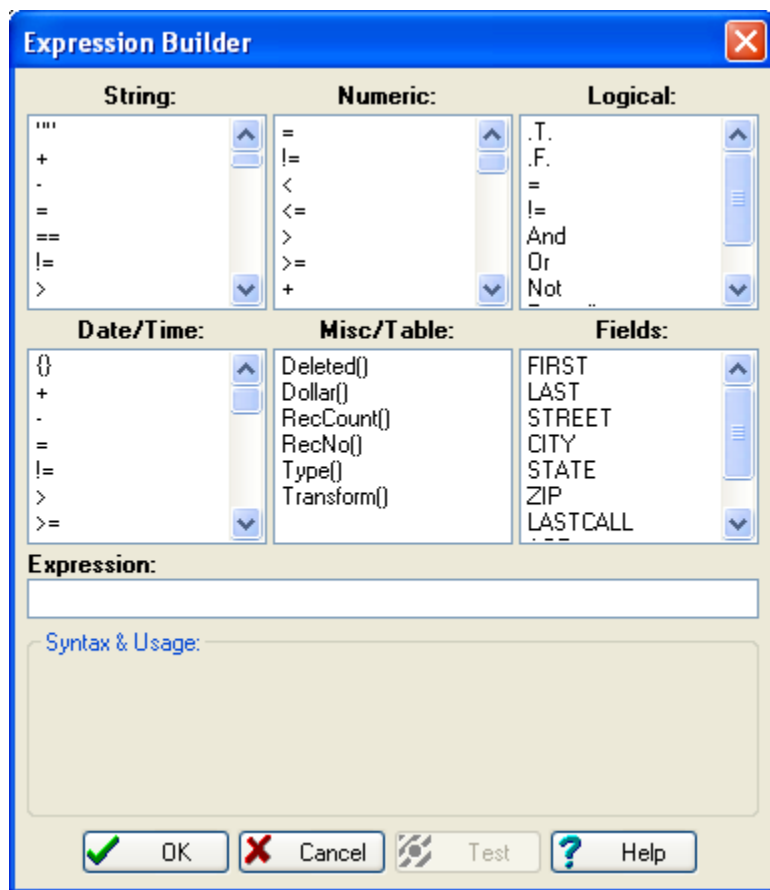 Expression Builder
String:
""
+
-
=
==
!=
>
Numeric:
=
!=
<
<=
>
>=
+
Logical:
.T.
.F.
=
!=
And
Or
Not
Date/Time:
{}
+
-
=
!=
>
>=
Misc/Table:
Deleted()
Dollar()
RecCount()
RecNo()
Type()
Transform()
Fields:
FIRST
LAST
STREET
CITY
STATE
ZIP
LASTCALL
Expression:
Syntax & Usage:
OK
Cancel
Test
Help